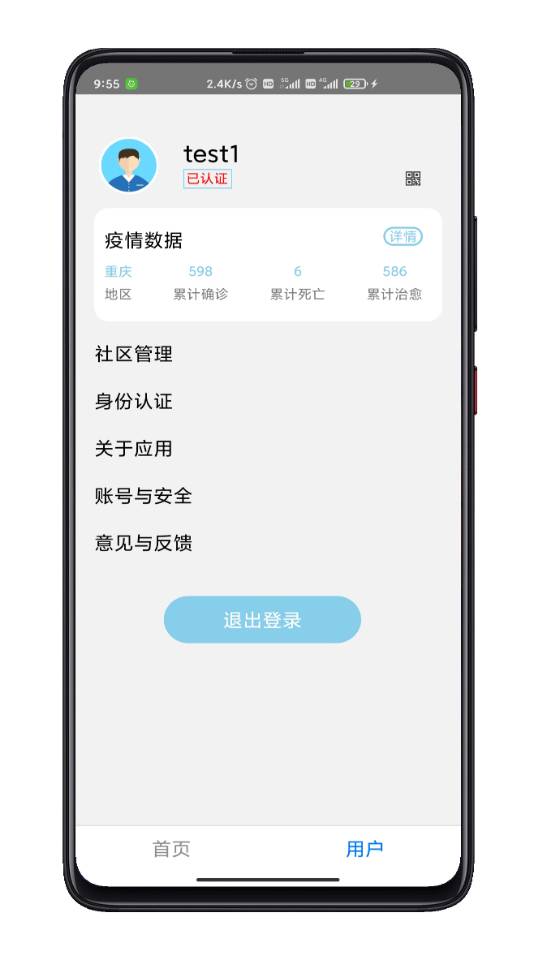 9:55 2.4K/s HD 5G HD 4G 29
test1
已认证
疫情数据 详情
重庆 598 6 586
地区 累计确诊 累计死亡 累计治愈
社区管理
身份认证
关于应用
账号与安全
意见与反馈
退出登录
首页 用户